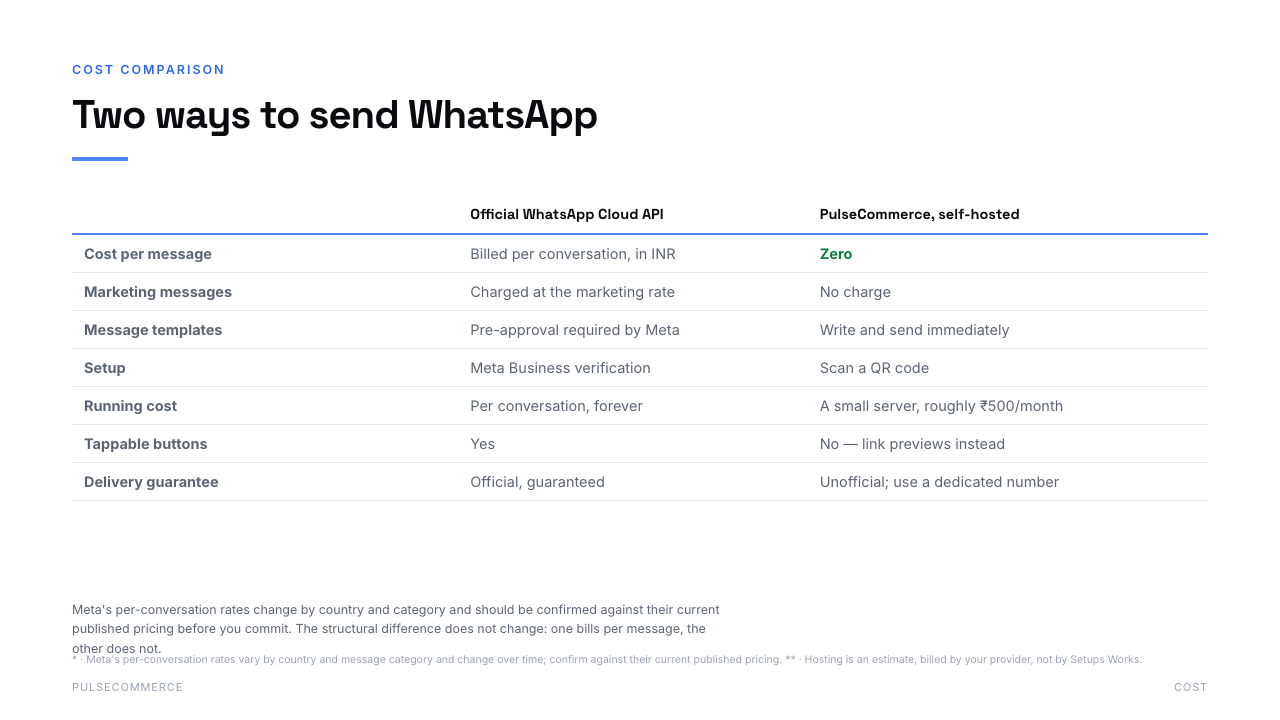 COST COMPARISON
Two ways to send WhatsApp
Official WhatsApp Cloud API PulseCommerce, self-hosted
Cost per message Billed per conversation, in INR Zero
Marketing messages Charged at the marketing rate No charge
Message templates Pre-approval required by Meta Write and send immediately
Setup Meta Business verification Scan a QR code
Running cost Per conversation, forever A small server, roughly ₹500/month
Tappable buttons Yes No — link previews instead
Delivery guarantee Official, guaranteed Unofficial; use a dedicated number
Meta's per-conversation rates change by country and category and should be confirmed against their current
published pricing before you commit. The structural difference does not change: one bills per message, the
other does not.
* · Meta's per-conversation rates vary by country and message category and change over time; confirm against their current published pricing. ** · Hosting is an estimate, billed by your provider, not by Setups Works.
PULSECOMMERCE COST